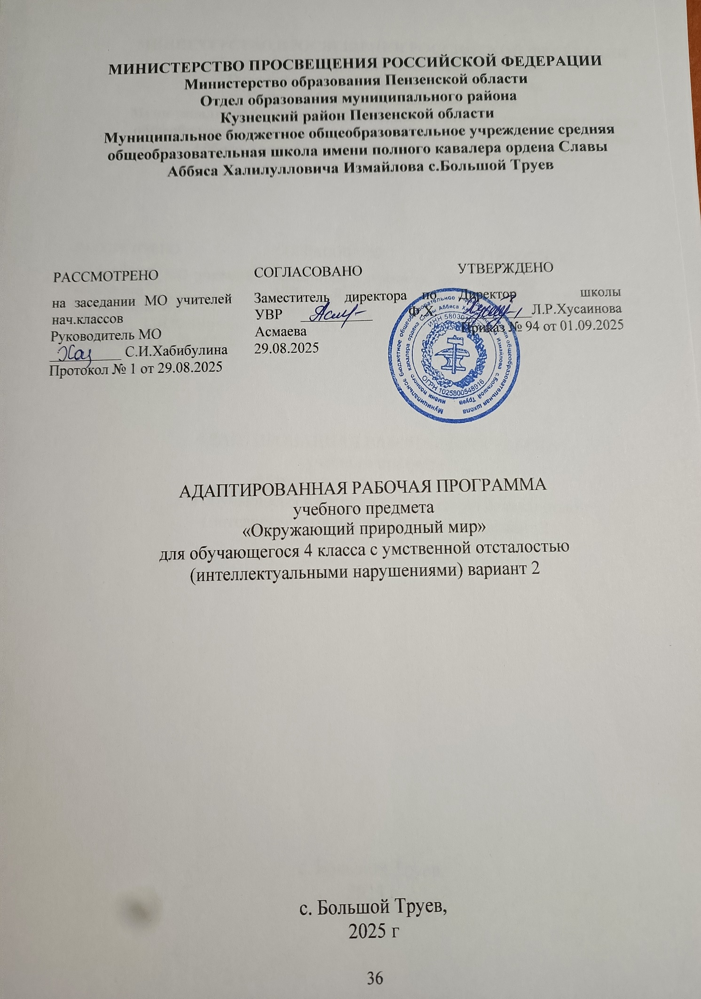 МИНИСТЕРСТВО ПРОСВЕЩЕНИЯ РОССИЙСКОЙ ФЕДЕРАЦИИ
Министерство образования Пензенской области
Отдел образования муниципального района
Кузнецкий район Пензенской области
Муниципальное бюджетное общеобразовательное учреждение средняя
общеобразовательная школа имени полного кавалера ордена Славы
Аббяса Халилулловича Измайлова с.Большой Труев
РАССМОТРЕНО
на заседании МО учителей
нач.классов
Руководитель МО
С.И.Хабибулина
Протокол № 1 от 29.08.2025
СОГЛАСОВАНО
Заместитель директора по
УВР Ф.Х.
Асмаева
29.08.2025
УТВЕРЖДЕНО
Директор школы
Л.Р.Хусаинова
Приказ № 94 от 01.09.2025
Муниципальное бюджетное общеобразовательное общеобразовательная школа
имени полного кавалера ордена Славы Аббяса Измайлова с.Большой Труев
ИНН
ОГРН 1025800548916
АДАПТИРОВАННАЯ РАБОЧАЯ ПРОГРАММА
учебного предмета
«Окружающий природный мир»
для обучающегося 4 класса с умственной отсталостью
(интеллектуальными нарушениями) вариант 2
с. Большой Труев,
2025 г
36